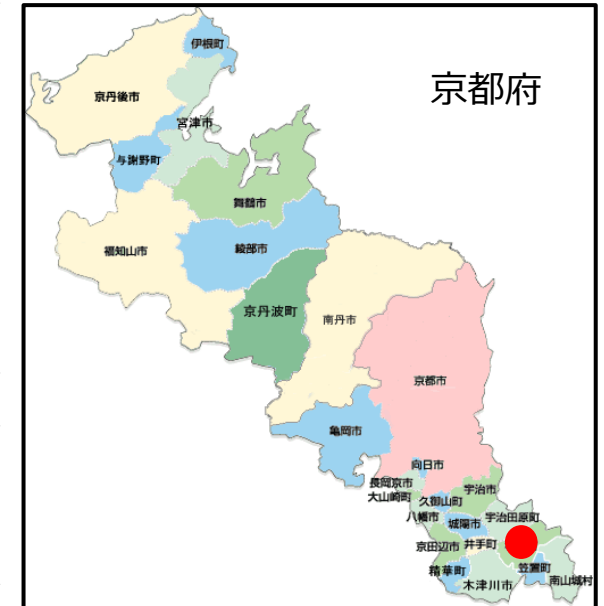 京都府
伊根町
京丹後市
宮津市
与謝野町
舞鶴市
綾部市
福知山市
京丹波町
南丹市
京都市
亀岡市
向日市
長岡京市
大山崎町
宇治市
久御山町
八幡市
宇治田原町
城陽市
京田辺市
井手町
笠置町
精華町
木津川市
南山城村